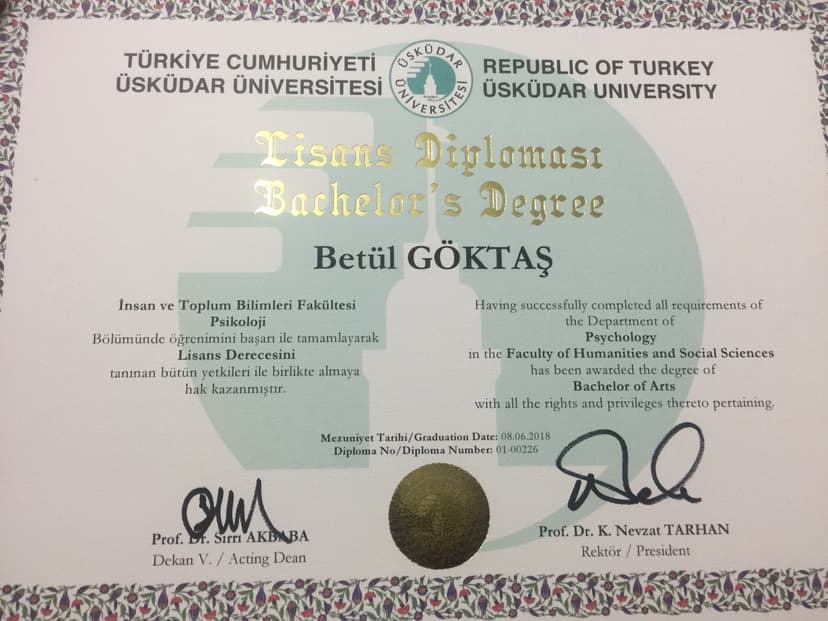 TÜRKİYE CUMHURİYETİ
ÜSKÜDAR ÜNİVERSİTESİ
ÜSKÜDAR ÜNİVERSİTESİ
REPUBLIC OF TURKEY
ÜSKÜDAR UNIVERSITY
Lisans Diploması
Bachelor's Degree
Betül GÖKTAŞ
İnsan ve Toplum Bilimleri Fakültesi
Psikoloji
Bölümünde öğrenimini başarı ile tamamlayarak
Lisans Derecesini
tanınan bütün yetkileri ile birlikte almaya
hak kazanmıştır.
Having successfully completed all requirements of
the Department of
Psychology
in the Faculty of Humanities and Social Sciences
has been awarded the degree of
Bachelor of Arts
with all the rights and privileges thereto pertaining.
Mezuniyet Tarihi/Graduation Date: 08.06.2018
Diploma No/Diploma Number: 01-00226
Prof. Dr. Sırrı AKBABA
Dekan V. / Acting Dean
Prof. Dr. K. Nevzat TARHAN
Rektör / President